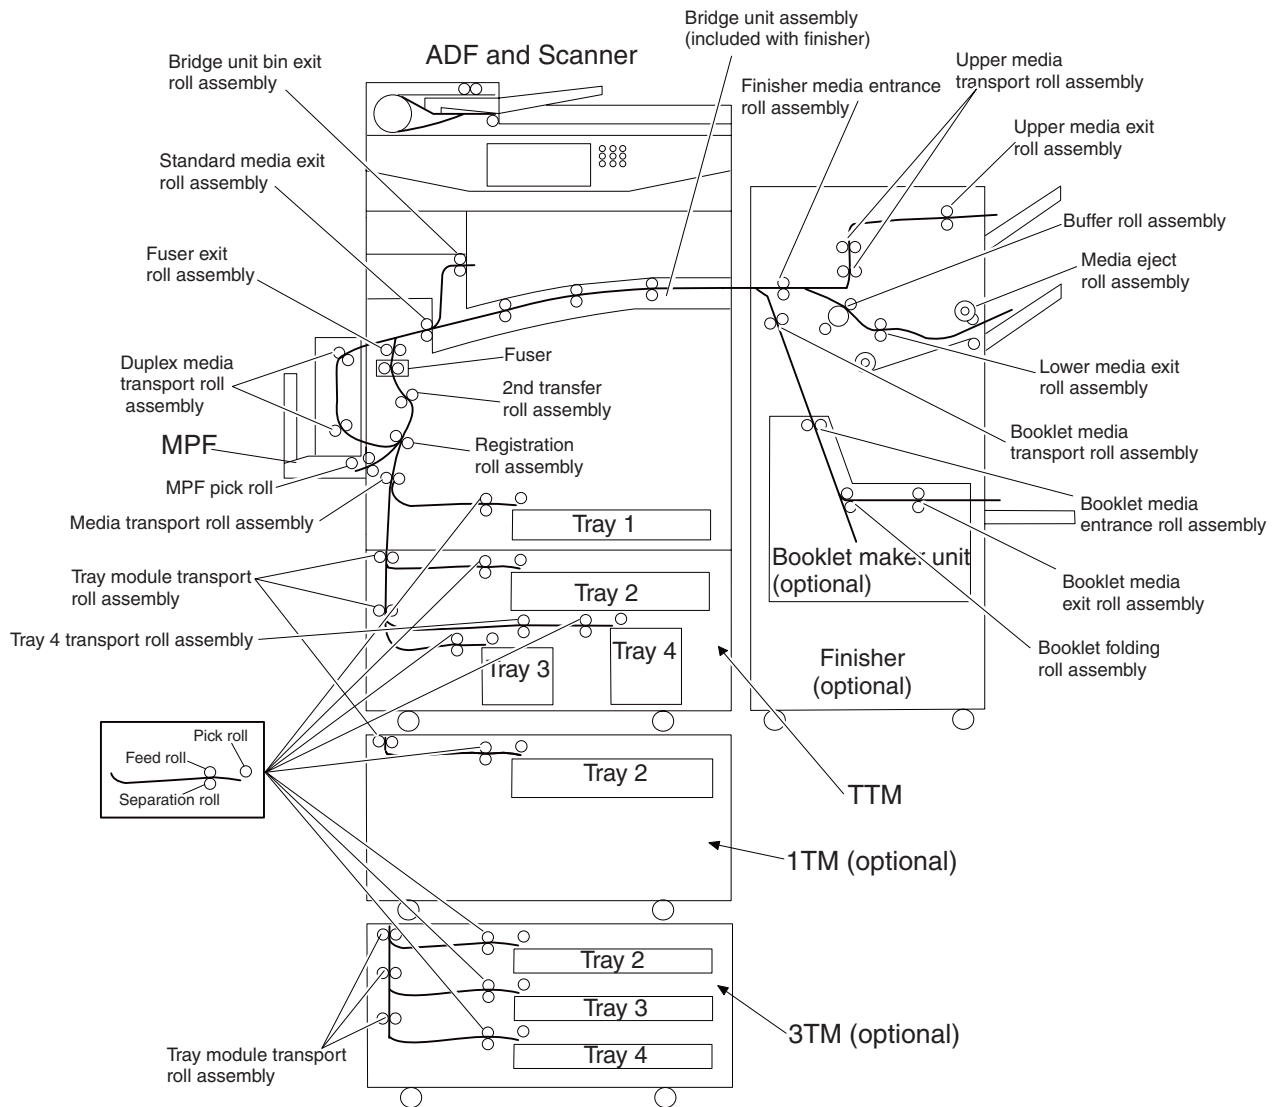 Bridge unit assembly
(included with finisher)
ADF and Scanner
Bridge unit bin exit
roll assembly
Upper media
transport roll assembly
Finisher media entrance
roll assembly
Upper media exit
roll assembly
Standard media exit
roll assembly
Buffer roll assembly
Fuser exit
roll assembly
Media eject
roll assembly
Fuser
Duplex media
transport roll
assembly
Lower media exit
roll assembly
2nd transfer
roll assembly
MPF
Registration
roll assembly
Booklet media
transport roll assembly
MPF pick roll
Media transport roll assembly
Tray 1
Booklet media
entrance roll assembly
Booklet maker unit
(optional)
Tray module transport
roll assembly
Tray 2
Booklet media
exit roll assembly
Tray 4 transport roll assembly
Tray 3
Tray 4
Finisher
(optional)
Booklet folding
roll assembly
Pick roll
Feed roll
Separation roll
Tray 2
TTM
1TM (optional)
Tray 2
Tray 3
3TM (optional)
Tray 4
Tray module transport
roll assembly